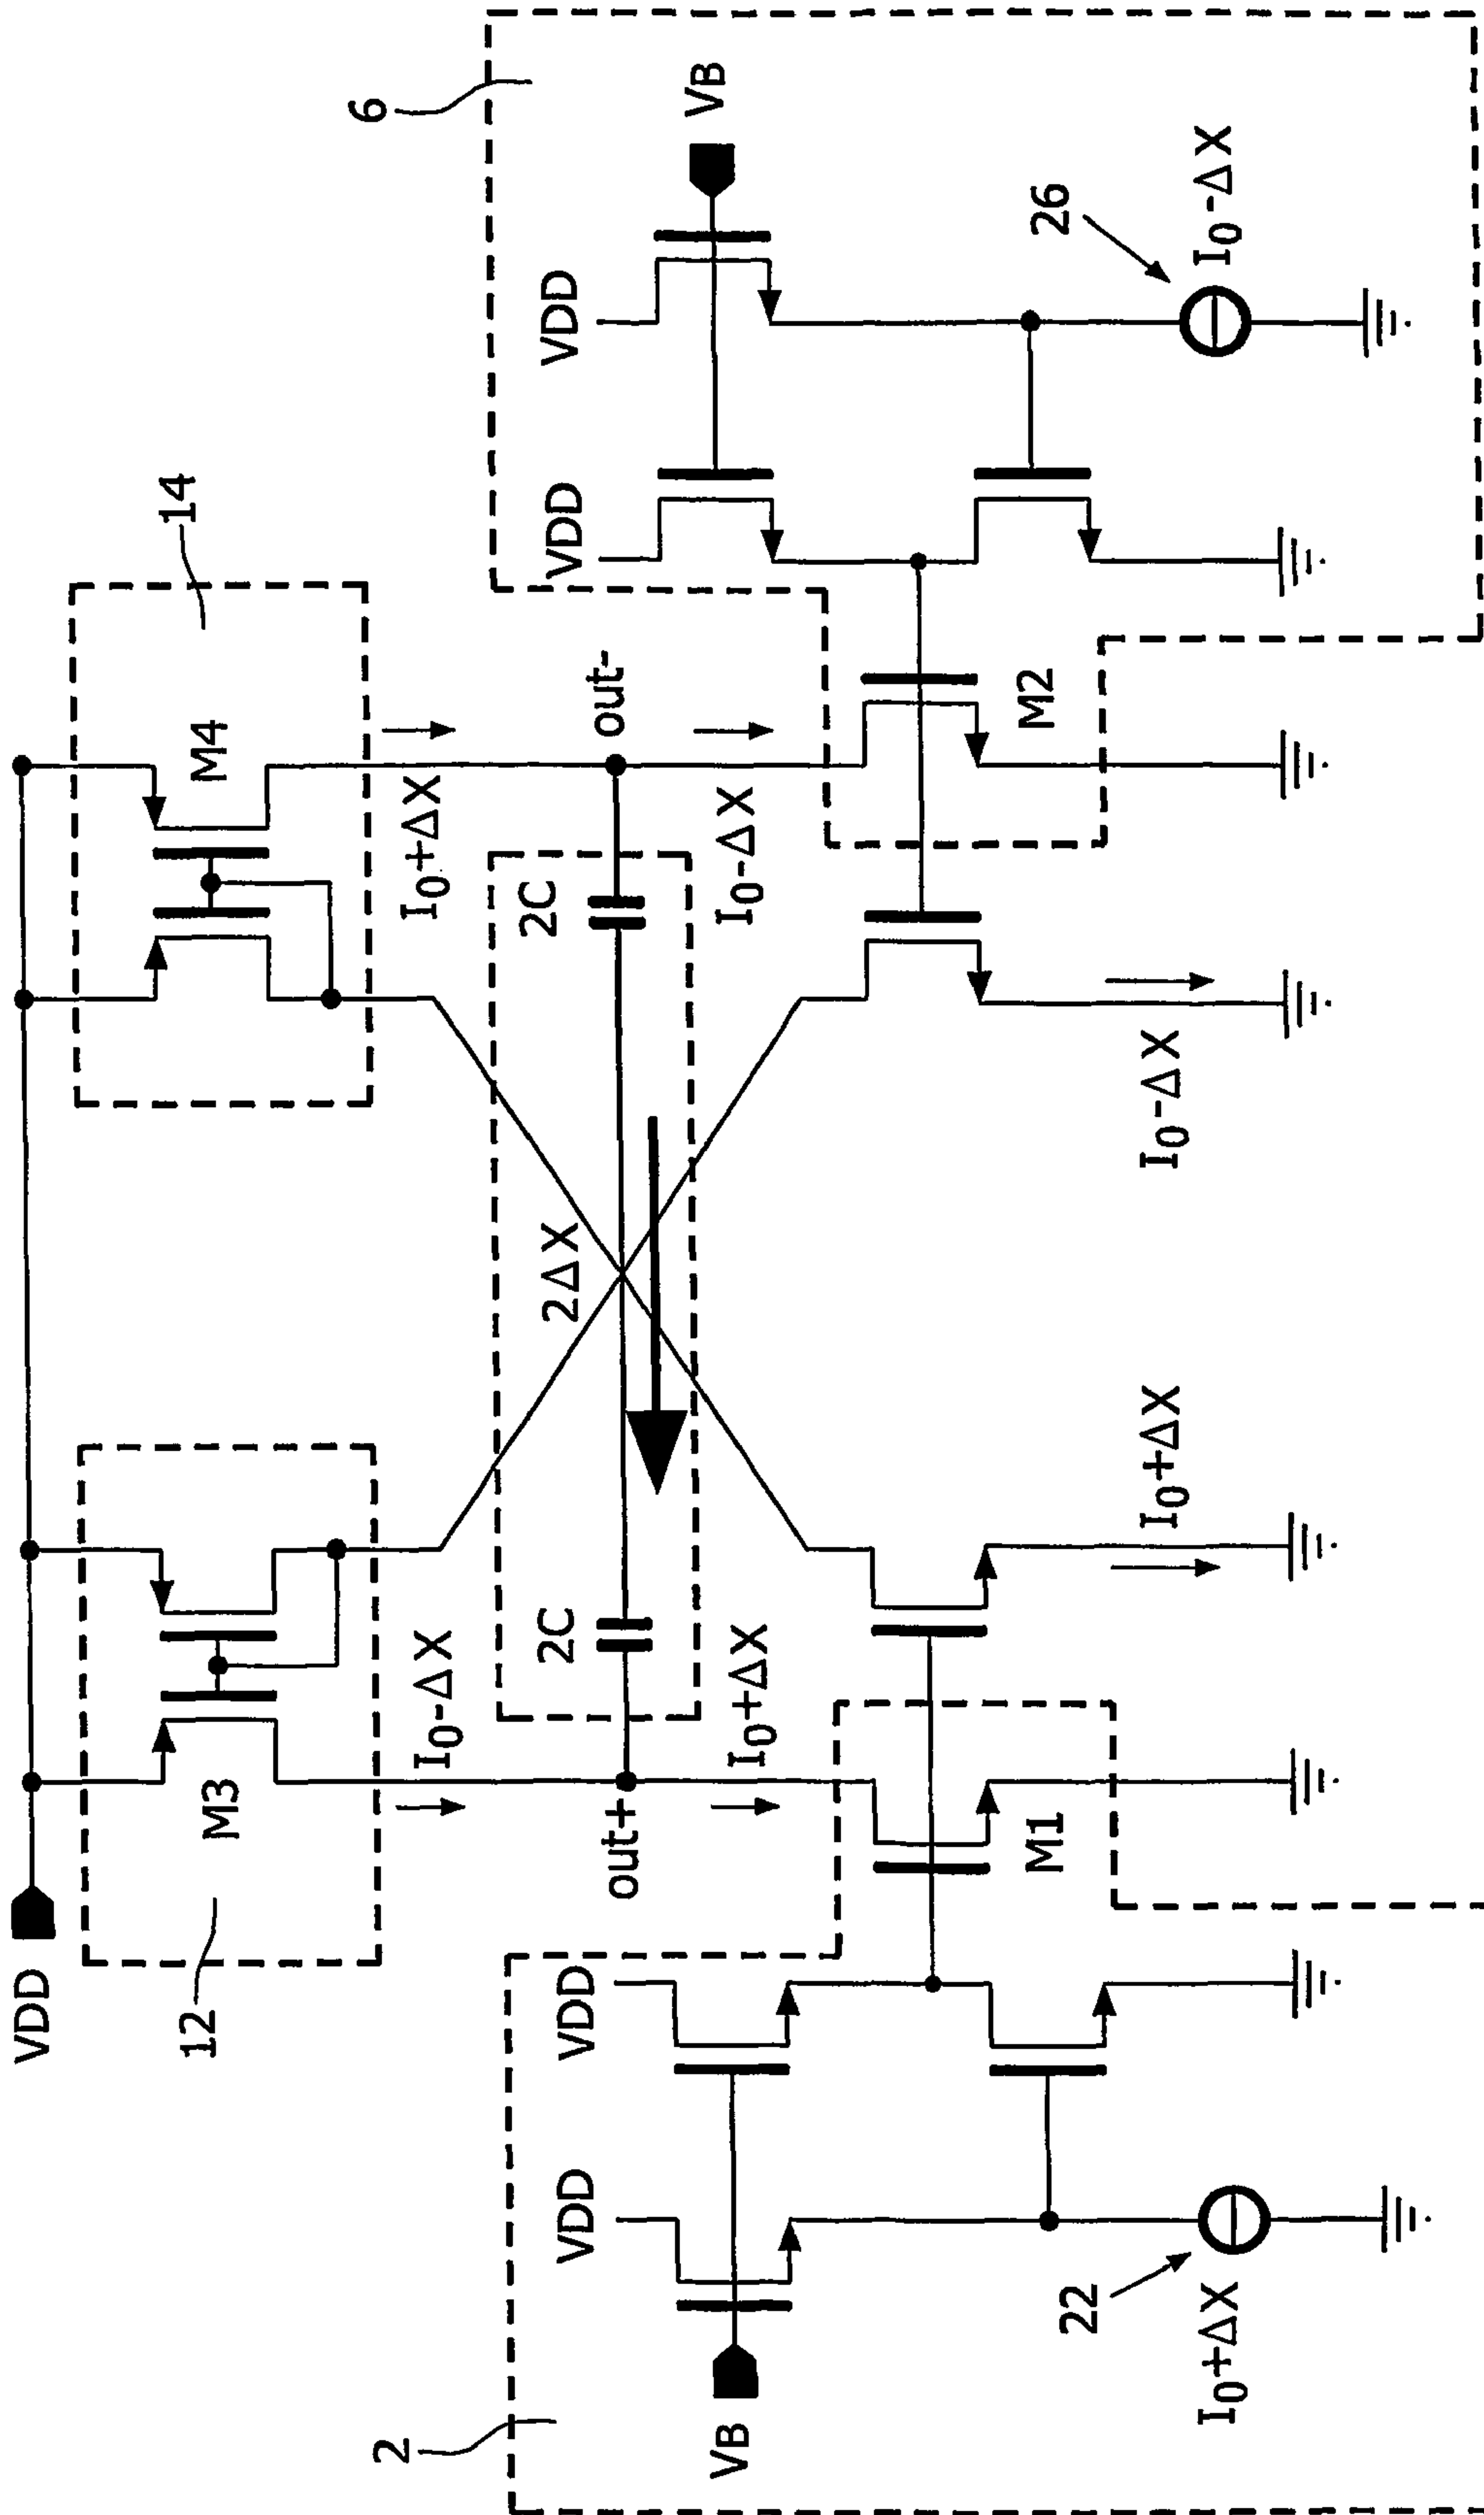 VDD
12
M3
M4
14
6
I₀-ΔX
I₀+ΔX
2
VB
VDD
VDD
out+
2C
2ΔX
2C
out-
VDD
VDD
VB
I₀+ΔX
I₀-ΔX
M1
M2
22
26
I₀+ΔX
I₀+ΔX
I₀-ΔX
I₀-ΔX